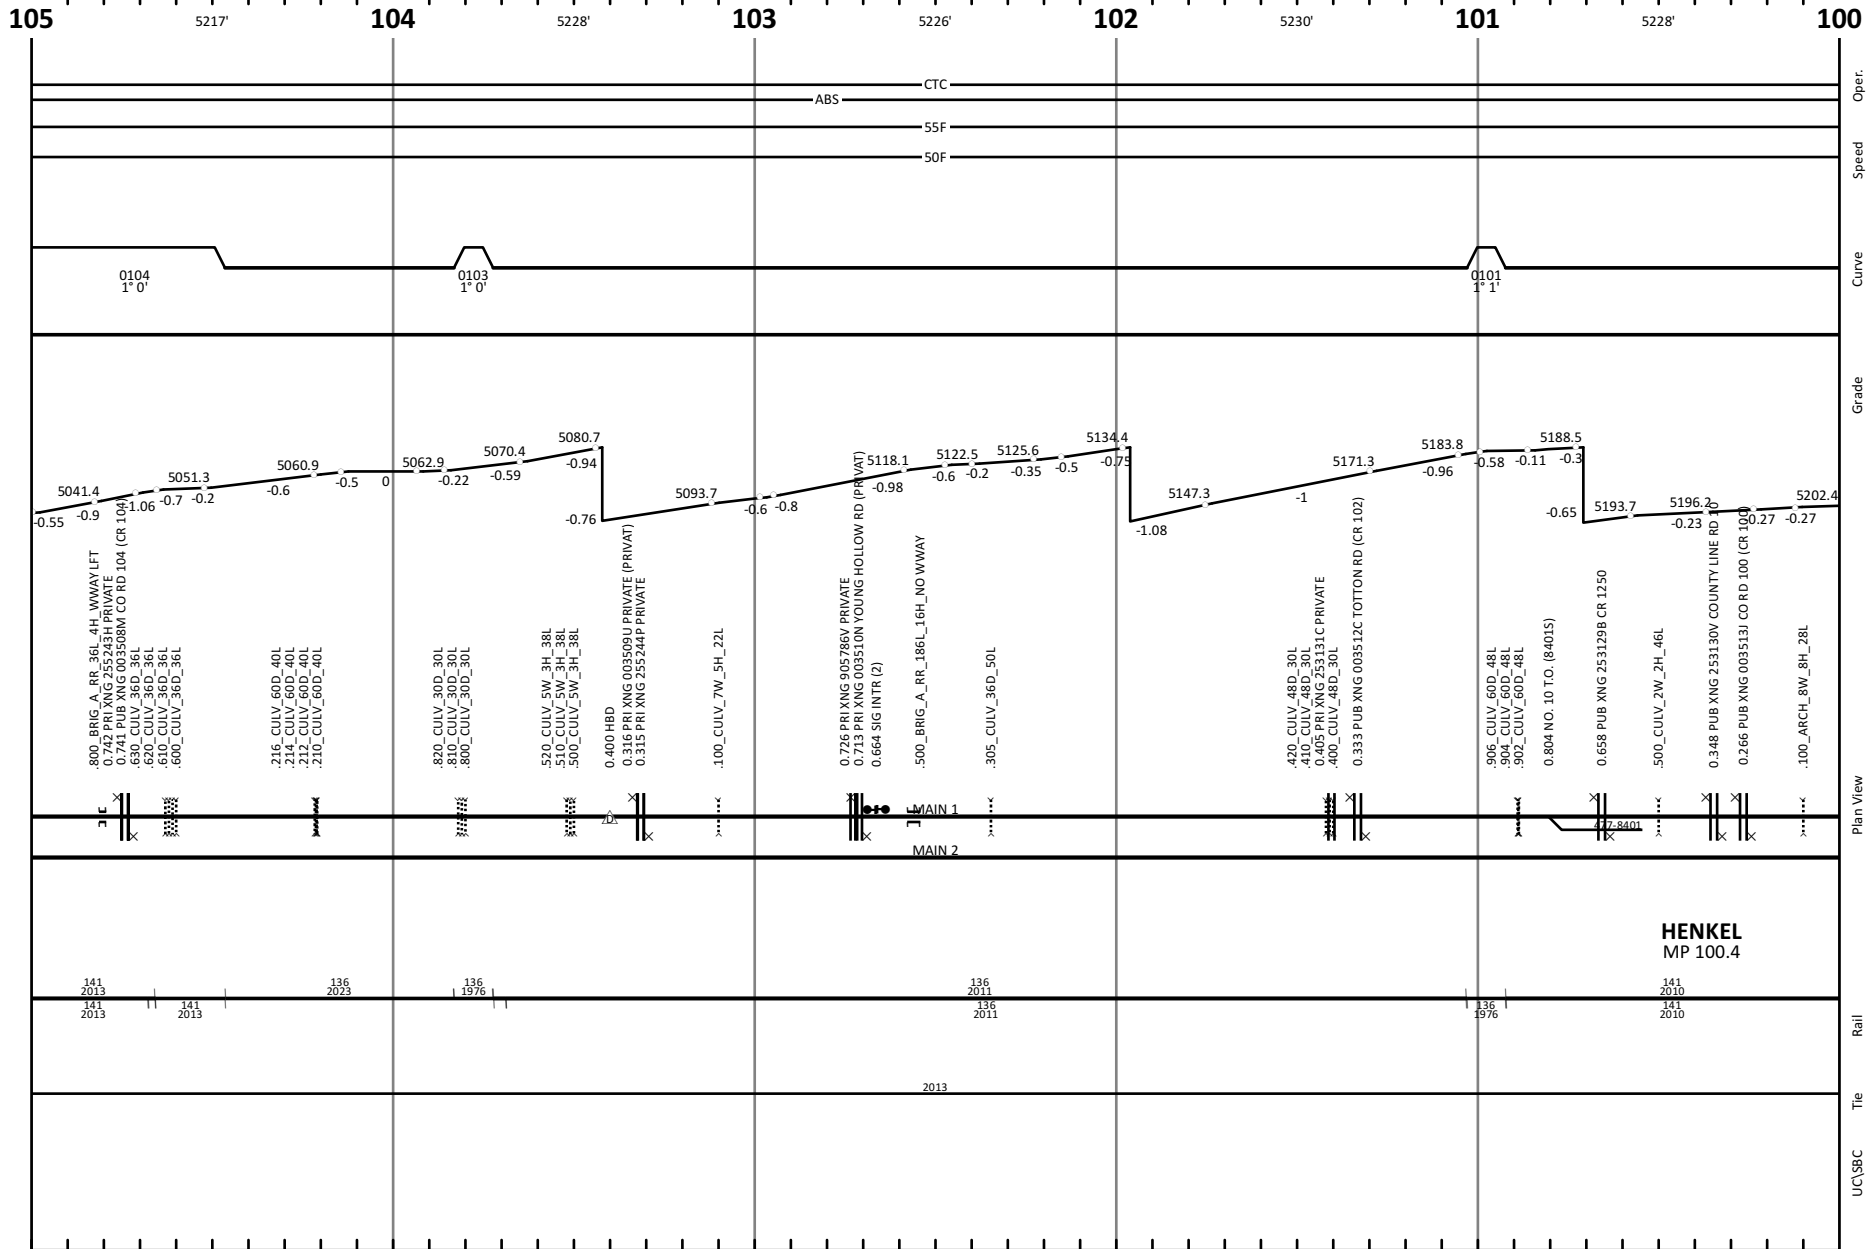 105 5217' 104 5228' 103 5226' 102 5230' 101 5228' 100
Oper.
CTC
ABS
55F
Speed
50F
Curve
0104
1° 0'
0103
1° 0'
0101
1° 1'
Grade
5041.4 5051.3 5060.9 5062.9 5070.4 5080.7 5093.7 5118.1 5122.5 5125.6 5134.4 5147.3 5171.3 5183.8 5188.5 5193.7 5196.2 5202.4
-0.55 -0.9 -1.06 -0.7 -0.2 -0.6 -0.5 0 -0.22 -0.59 -0.94 -0.76 -0.6 -0.8 -0.98 -0.6 -0.2 -0.35 -0.5 -0.75 -1.08 -1 -0.96 -0.58 -0.11 -0.3 -0.65 -0.23 -0.27 -0.27
.800_BRIG_A_RR_36L_4H_WWAY LFT
0.742 PRI XNG 255243H PRIVATE
0.741 PUB XNG 003508M CO RD 104 (CR 104)
.630_CULV_36D_36L
.620_CULV_36D_36L
.610_CULV_36D_36L
.600_CULV_36D_36L
.216_CULV_60D_40L
.214_CULV_60D_40L
.212_CULV_60D_40L
.210_CULV_60D_40L
.820_CULV_30D_30L
.810_CULV_30D_30L
.800_CULV_30D_30L
.520_CULV_5W_3H_38L
.510_CULV_5W_3H_38L
.500_CULV_5W_3H_38L
0.400 HBD
0.316 PRI XNG 003509U PRIVATE (PRIVAT)
0.315 PRI XNG 255244P PRIVATE
.100_CULV_7W_5H_22L
0.726 PRI XNG 905786V PRIVATE
0.713 PRI XNG 003510N YOUNG HOLLOW RD (PRIVAT)
0.664 SIG INTR (2)
.500_BRIG_A_RR_186L_16H_NO WWAY
.305_CULV_36D_50L
.420_CULV_48D_30L
.410_CULV_48D_30L
0.405 PRI XNG 253131C PRIVATE
.400_CULV_48D_30L
0.333 PUB XNG 003512C TOTTON RD (CR 102)
.906_CULV_60D_48L
.904_CULV_60D_48L
.902_CULV_60D_48L
0.804 NO. 10 T.O. (8401S)
0.658 PUB XNG 253129B CR 1250
.500_CULV_2W_2H_46L
0.348 PUB XNG 253130V COUNTY LINE RD 10
0.266 PUB XNG 003513J CO RD 100 (CR 100)
.100_ARCH_8W_8H_28L
Plan View
D
MAIN 1
477-8401
MAIN 2
HENKEL
MP 100.4
141 136 136 136 141
2013 2023 1976 2011 2010
141 141 136 136 141
2013 2013 2011 1976 2010
Rail
Tie
2013
UC\SBC